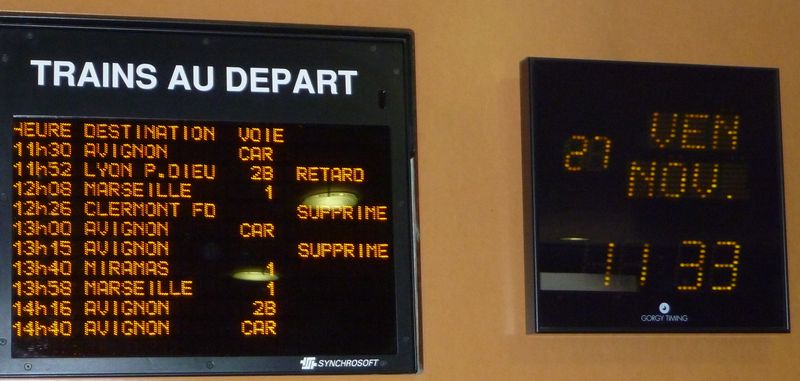 TRAINS AU DEPART
HEURE DESTINATION VOIE
11h30 AVIGNON CAR
11h52 LYON P.DIEU 2B RETARD
12h08 MARSEILLE 1
12h26 CLERMONT FD SUPPRIME
13h00 AVIGNON CAR
13h15 AVIGNON SUPPRIME
13h40 MIRAMAS 1
13h58 MARSEILLE 1
14h16 AVIGNON 2B
14h40 AVIGNON CAR
SYNCHROSOFT
VEN
27
NOV.
11 33
GORGY TIMING